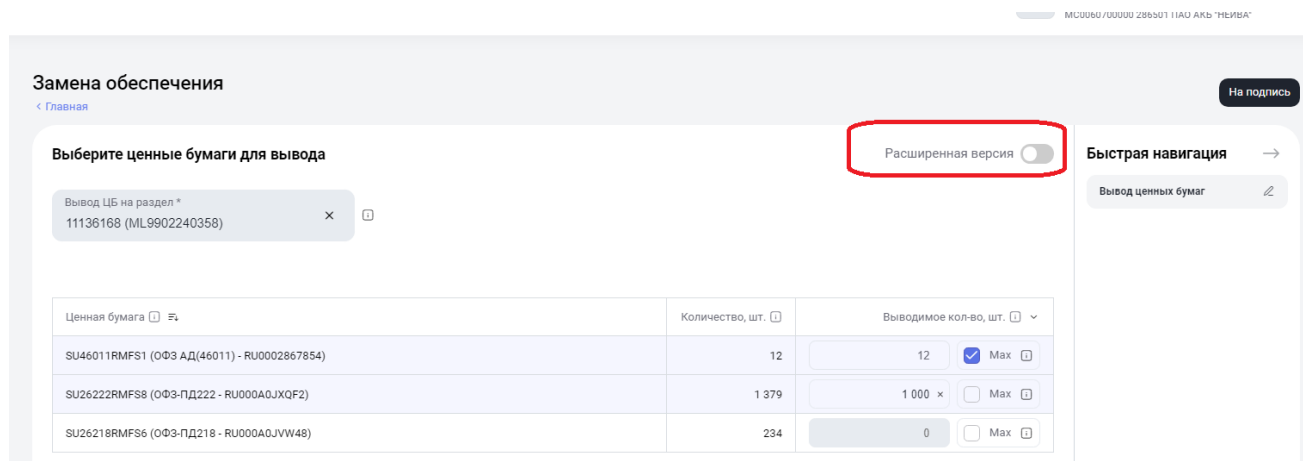 МС0060700000 286501 ПАО АКБ "НЕЙВА"
Замена обеспечения
< Главная
На подпись
Выберите ценные бумаги для вывода
Расширенная версия
Быстрая навигация →
Вывод ценных бумаг
Вывод ЦБ на раздел *
11136168 (ML9902240358) ×
Ценная бумага Количество, шт. Выводимое кол-во, шт.
SU46011RMFS1 (ОФЗ АД(46011) - RU0002867854) 12 12 Max
SU26222RMFS8 (ОФЗ-ПД222 - RU000A0JXQF2) 1 379 1 000 × Max
SU26218RMFS6 (ОФЗ-ПД218 - RU000A0JVW48) 234 0 Max